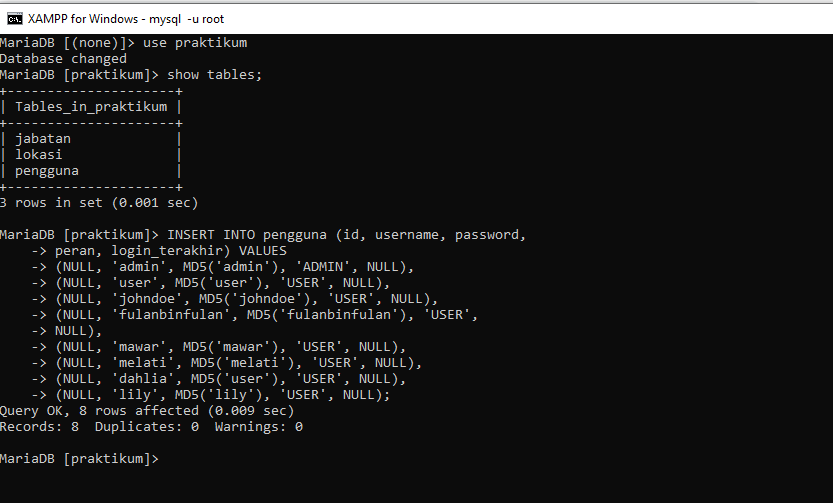 XAMPP for Windows - mysql -u root
MariaDB [(none)]> use praktikum
Database changed
MariaDB [praktikum]> show tables;
+---------------------+
| Tables_in_praktikum |
+---------------------+
| jabatan             |
| lokasi              |
| pengguna            |
+---------------------+
3 rows in set (0.001 sec)
MariaDB [praktikum]> INSERT INTO pengguna (id, username, password,
    -> peran, login_terakhir) VALUES
    -> (NULL, 'admin', MD5('admin'), 'ADMIN', NULL),
    -> (NULL, 'user', MD5('user'), 'USER', NULL),
    -> (NULL, 'johndoe', MD5('johndoe'), 'USER', NULL),
    -> (NULL, 'fulanbinfulan', MD5('fulanbinfulan'), 'USER',
    -> NULL),
    -> (NULL, 'mawar', MD5('mawar'), 'USER', NULL),
    -> (NULL, 'melati', MD5('melati'), 'USER', NULL),
    -> (NULL, 'dahlia', MD5('user'), 'USER', NULL),
    -> (NULL, 'lily', MD5('lily'), 'USER', NULL);
Query OK, 8 rows affected (0.009 sec)
Records: 8  Duplicates: 0  Warnings: 0
MariaDB [praktikum]>